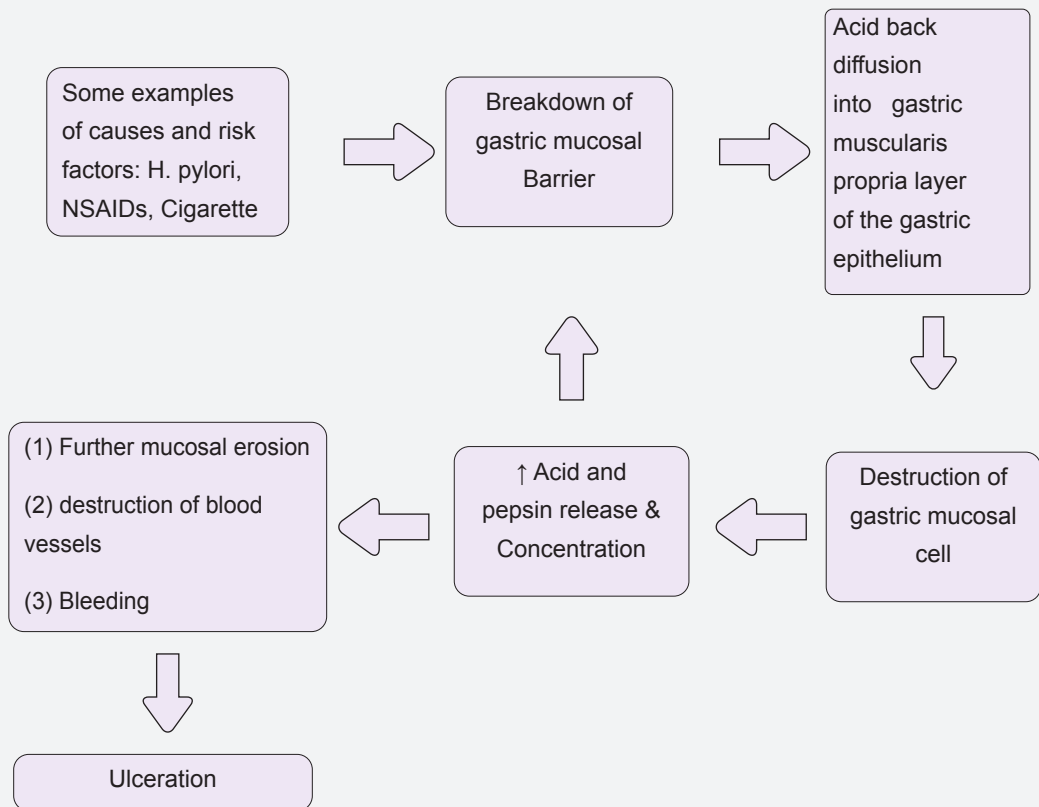 Some examples
of causes and risk
factors: H. pylori,
NSAIDs, Cigarette
Breakdown of
gastric mucosal
Barrier
Acid back
diffusion
into gastric
muscularis
propria layer
of the gastric
epithelium
Destruction of
gastric mucosal
cell
↑ Acid and
pepsin release &
Concentration
(1) Further mucosal erosion
(2) destruction of blood
vessels
(3) Bleeding
Ulceration